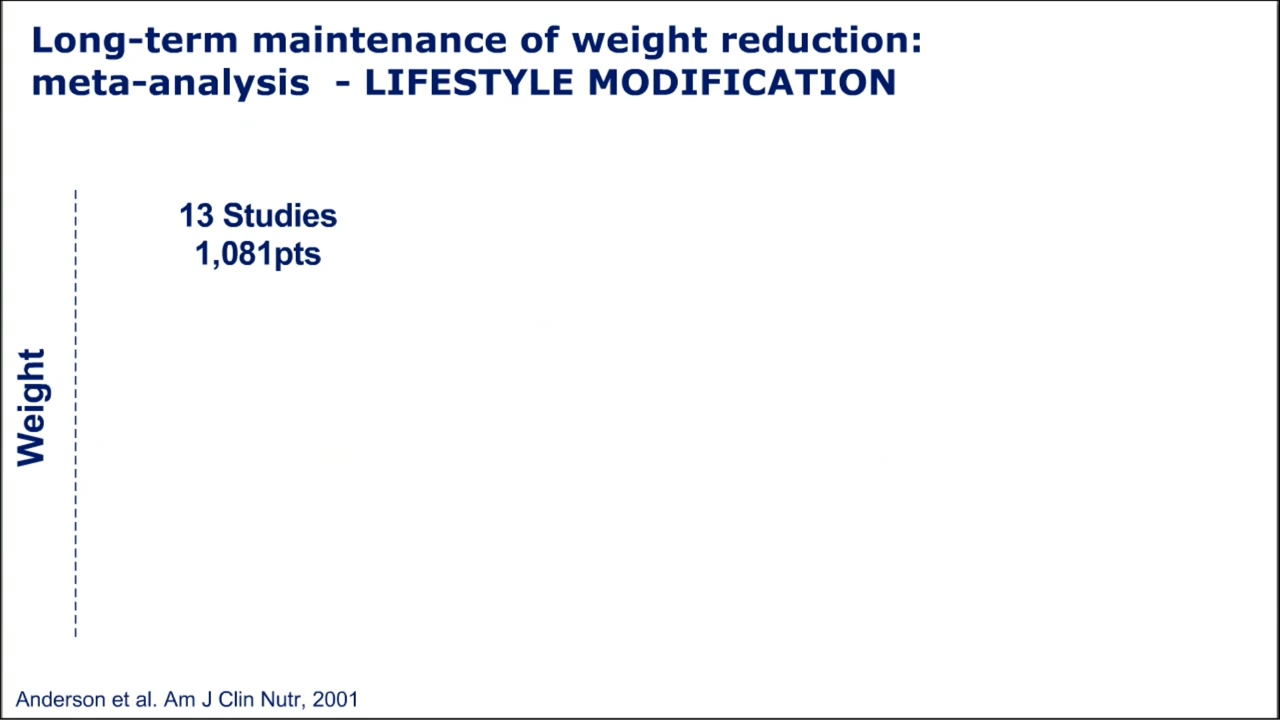 Long-term maintenance of weight reduction:
meta-analysis - LIFESTYLE MODIFICATION
13 Studies
1,081pts
Weight
Anderson et al. Am J Clin Nutr, 2001